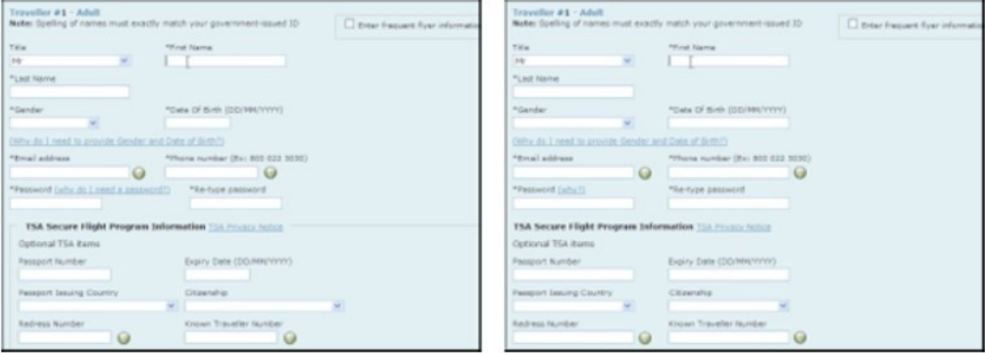 Traveller #1 - Adult
Note: Spelling of names must exactly match your government-issued ID
Enter frequent flyer informatio
Title
*First Name
Mr
*Last Name
*Gender
*Date Of Birth (DD/MM/YYYY)
(Why do I need to provide Gender and Date of Birth?)
*Email address
*Phone number (Ex: 800 022 3030)
*Password (why do I need a password?)
*Re-type password
TSA Secure Flight Program Information TSA Privacy Notice
Optional TSA items
Passport Number
Expiry Date (DD/MM/YYYY)
Passport Issuing Country
Citizenship
Redress Number
Known Traveller Number
Traveller #1 - Adult
Note: Spelling of names must exactly match your government-issued ID
Enter frequent flyer informatio
Title
*First Name
Mr
*Last Name
*Gender
*Date Of Birth (DD/MM/YYYY)
(Why do I need to provide Gender and Date of Birth?)
*Email address
*Phone number (Ex: 800 022 3030)
*Password (why?)
*Re-type password
TSA Secure Flight Program Information TSA Privacy Notice
Optional TSA items
Passport Number
Expiry Date (DD/MM/YYYY)
Passport Issuing Country
Citizenship
Redress Number
Known Traveller Number